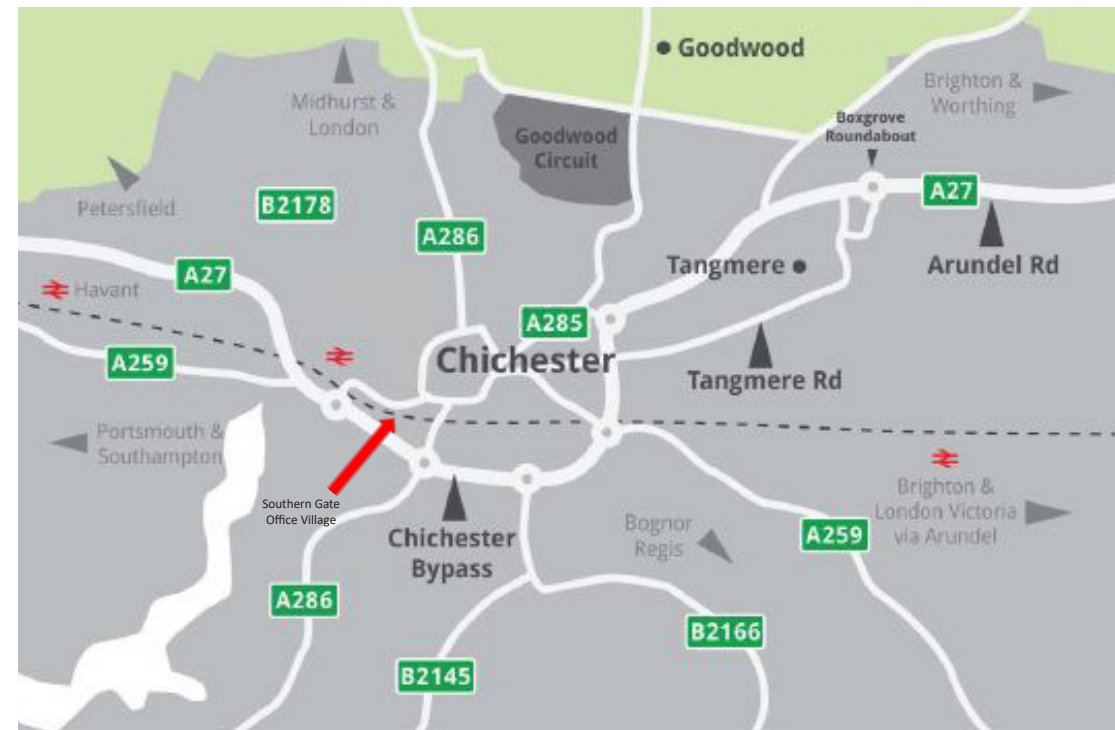 Goodwood
Midhurst &
London
Brighton &
Worthing
Boxgrove
Roundabout
Goodwood
Circuit
Petersfield
B2178
A27
A286
A27
Tangmere
Arundel Rd
Havant
A285
A259
Chichester
Tangmere Rd
Portsmouth &
Southampton
Southern Gate
Office Village
Brighton &
London Victoria
via Arundel
Bognor
Regis
Chichester
Bypass
A259
A286
B2166
B2145